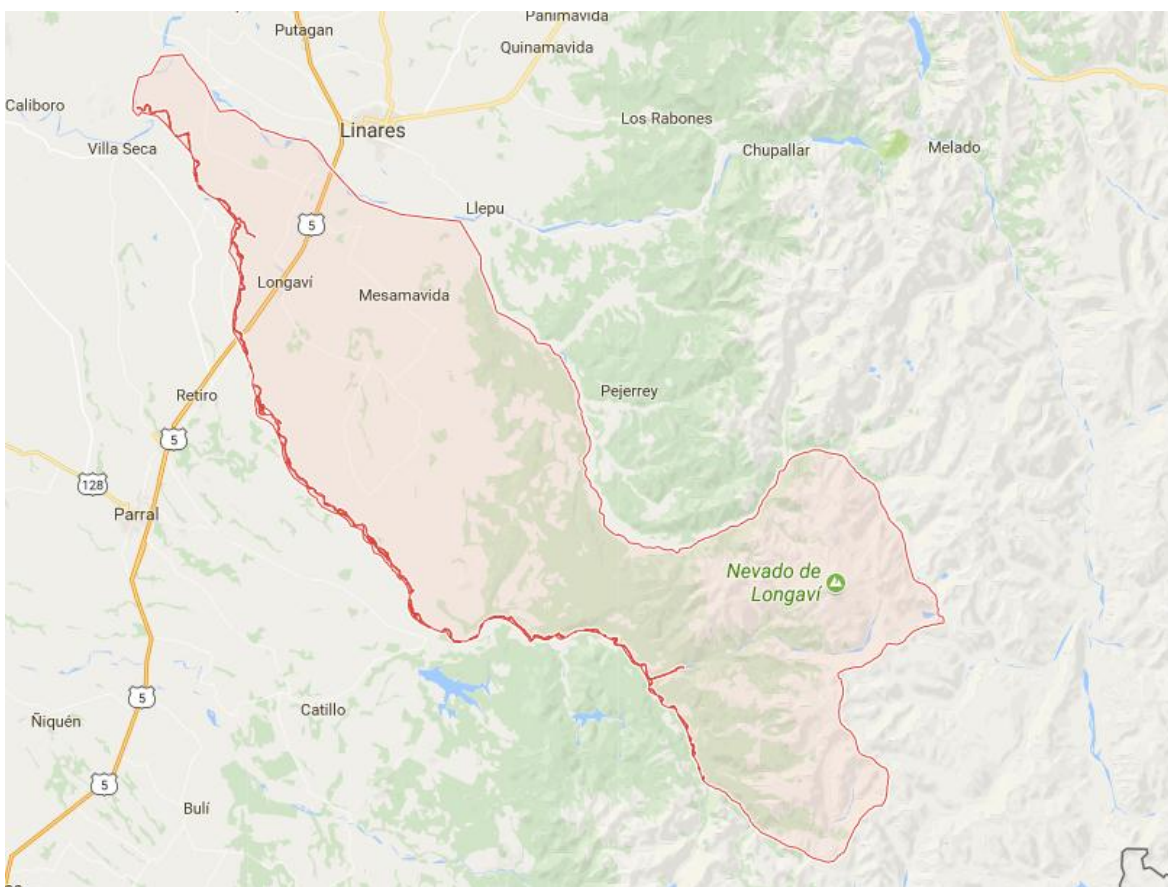 Panimavida
Putagan
Quinamavida
Caliboro
Los Rabones
Linares
Villa Seca
Chupallar
Melado
Llepu
5
Longaví
Mesamavida
Pejerrey
Retiro
5
128
Parral
Nevado de
Longaví
5
Catillo
Ñiquén
5
Bulí